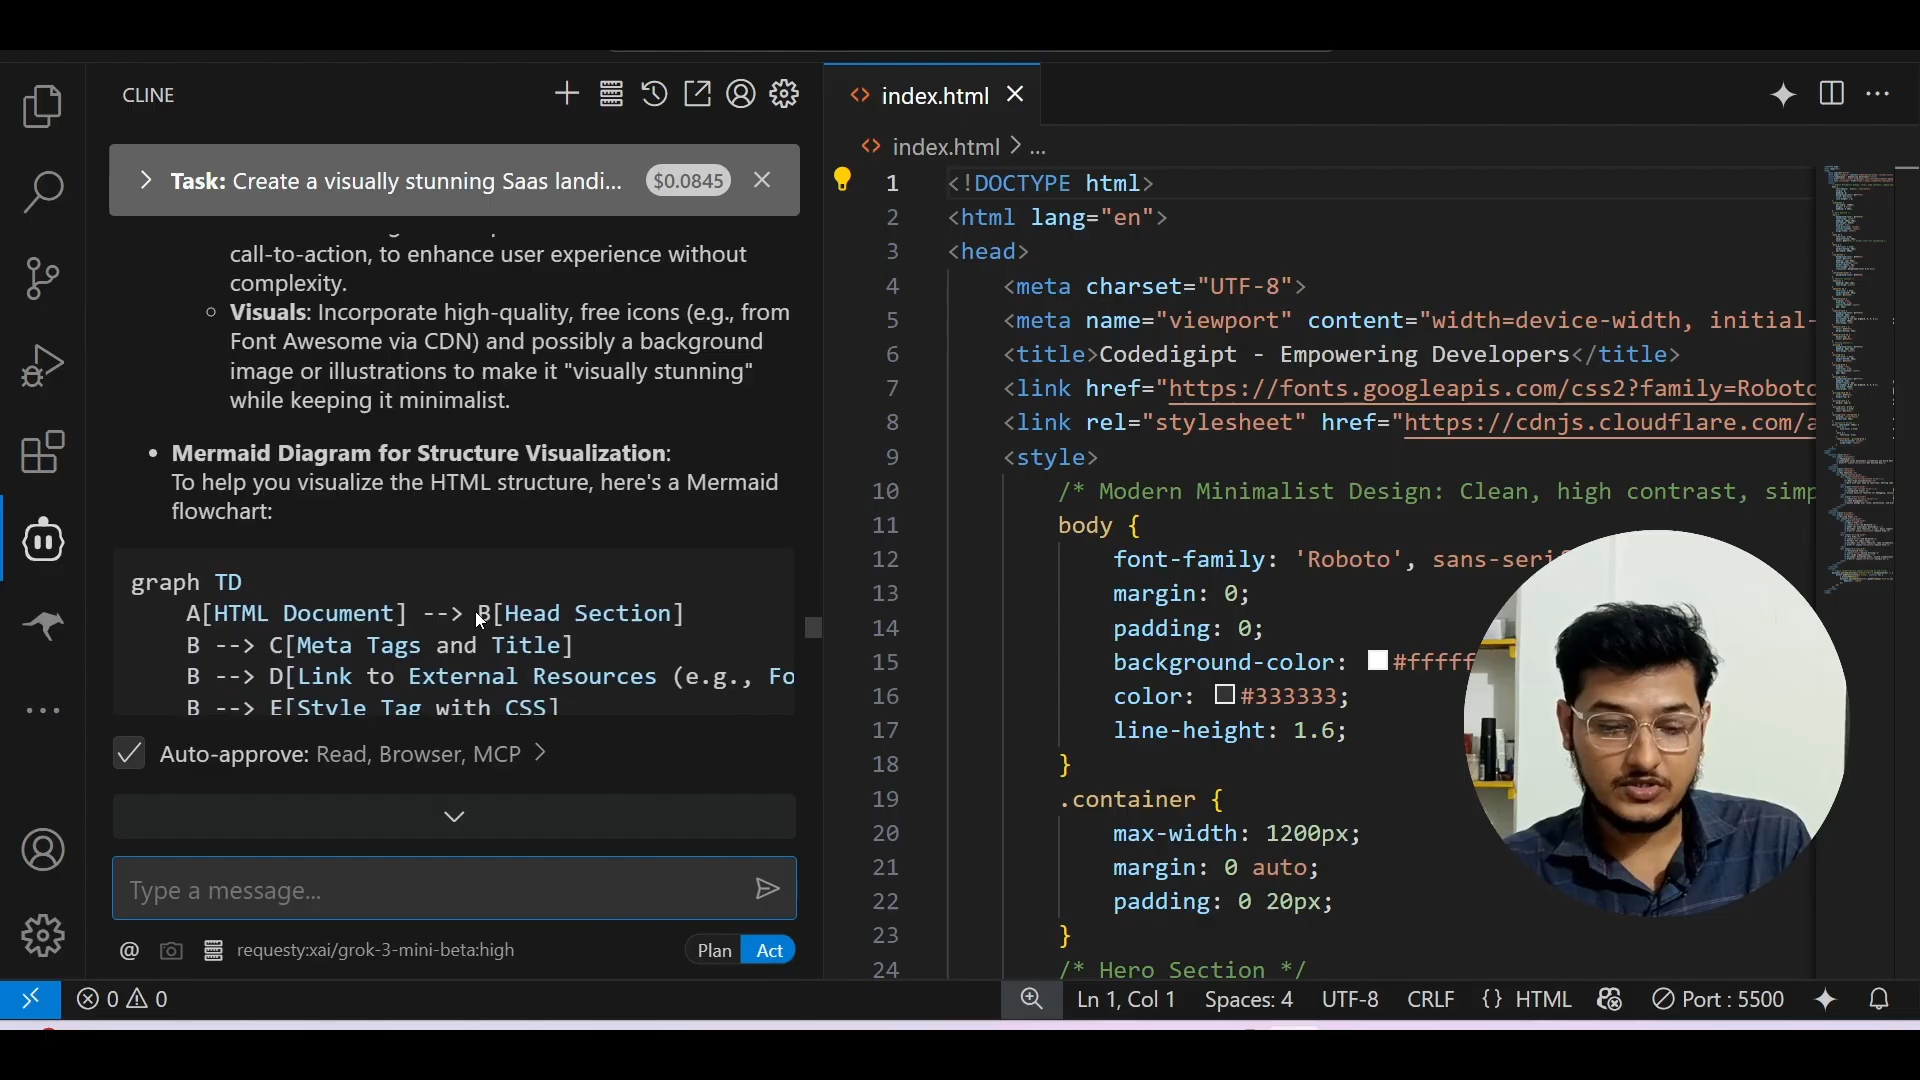 CLINE
Task: Create a visually stunning Saas landi...
$0.0845
call-to-action, to enhance user experience without
complexity.
Visuals: Incorporate high-quality, free icons (e.g., from
Font Awesome via CDN) and possibly a background
image or illustrations to make it "visually stunning"
while keeping it minimalist.
Mermaid Diagram for Structure Visualization:
To help you visualize the HTML structure, here's a Mermaid
flowchart:
graph TD
A[HTML Document] --> B[Head Section]
B --> C[Meta Tags and Title]
B --> D[Link to External Resources (e.g., Fo
B --> E[Style Tag with CSS]
Auto-approve: Read, Browser, MCP >
Type a message...
@ requesty:xai/grok-3-mini-beta:high
Plan Act
index.html
index.html > ...
1 <!DOCTYPE html>
2 <html lang="en">
3 <head>
4 <meta charset="UTF-8">
5 <meta name="viewport" content="width=device-width, initial-
6 <title>Codedigipt - Empowering Developers</title>
7 <link href="https://fonts.googleapis.com/css2?family=Roboto
8 <link rel="stylesheet" href="https://cdnjs.cloudflare.com/a
9 <style>
10 /* Modern Minimalist Design: Clean, high contrast, simp
11 body {
12 font-family: 'Roboto', sans-serif
13 margin: 0;
14 padding: 0;
15 background-color: #fffff
16 color: #333333;
17 line-height: 1.6;
18 }
19 .container {
20 max-width: 1200px;
21 margin: 0 auto;
22 padding: 0 20px;
23 }
24 /* Hero Section */
0 0
Ln 1, Col 1 Spaces: 4 UTF-8 CRLF {} HTML Port : 5500